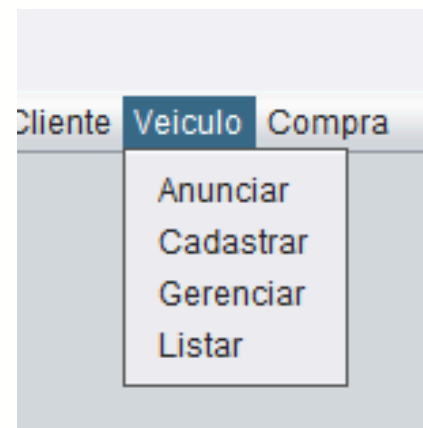 Cliente Veiculo Compra
Anunciar
Cadastrar
Gerenciar
Listar